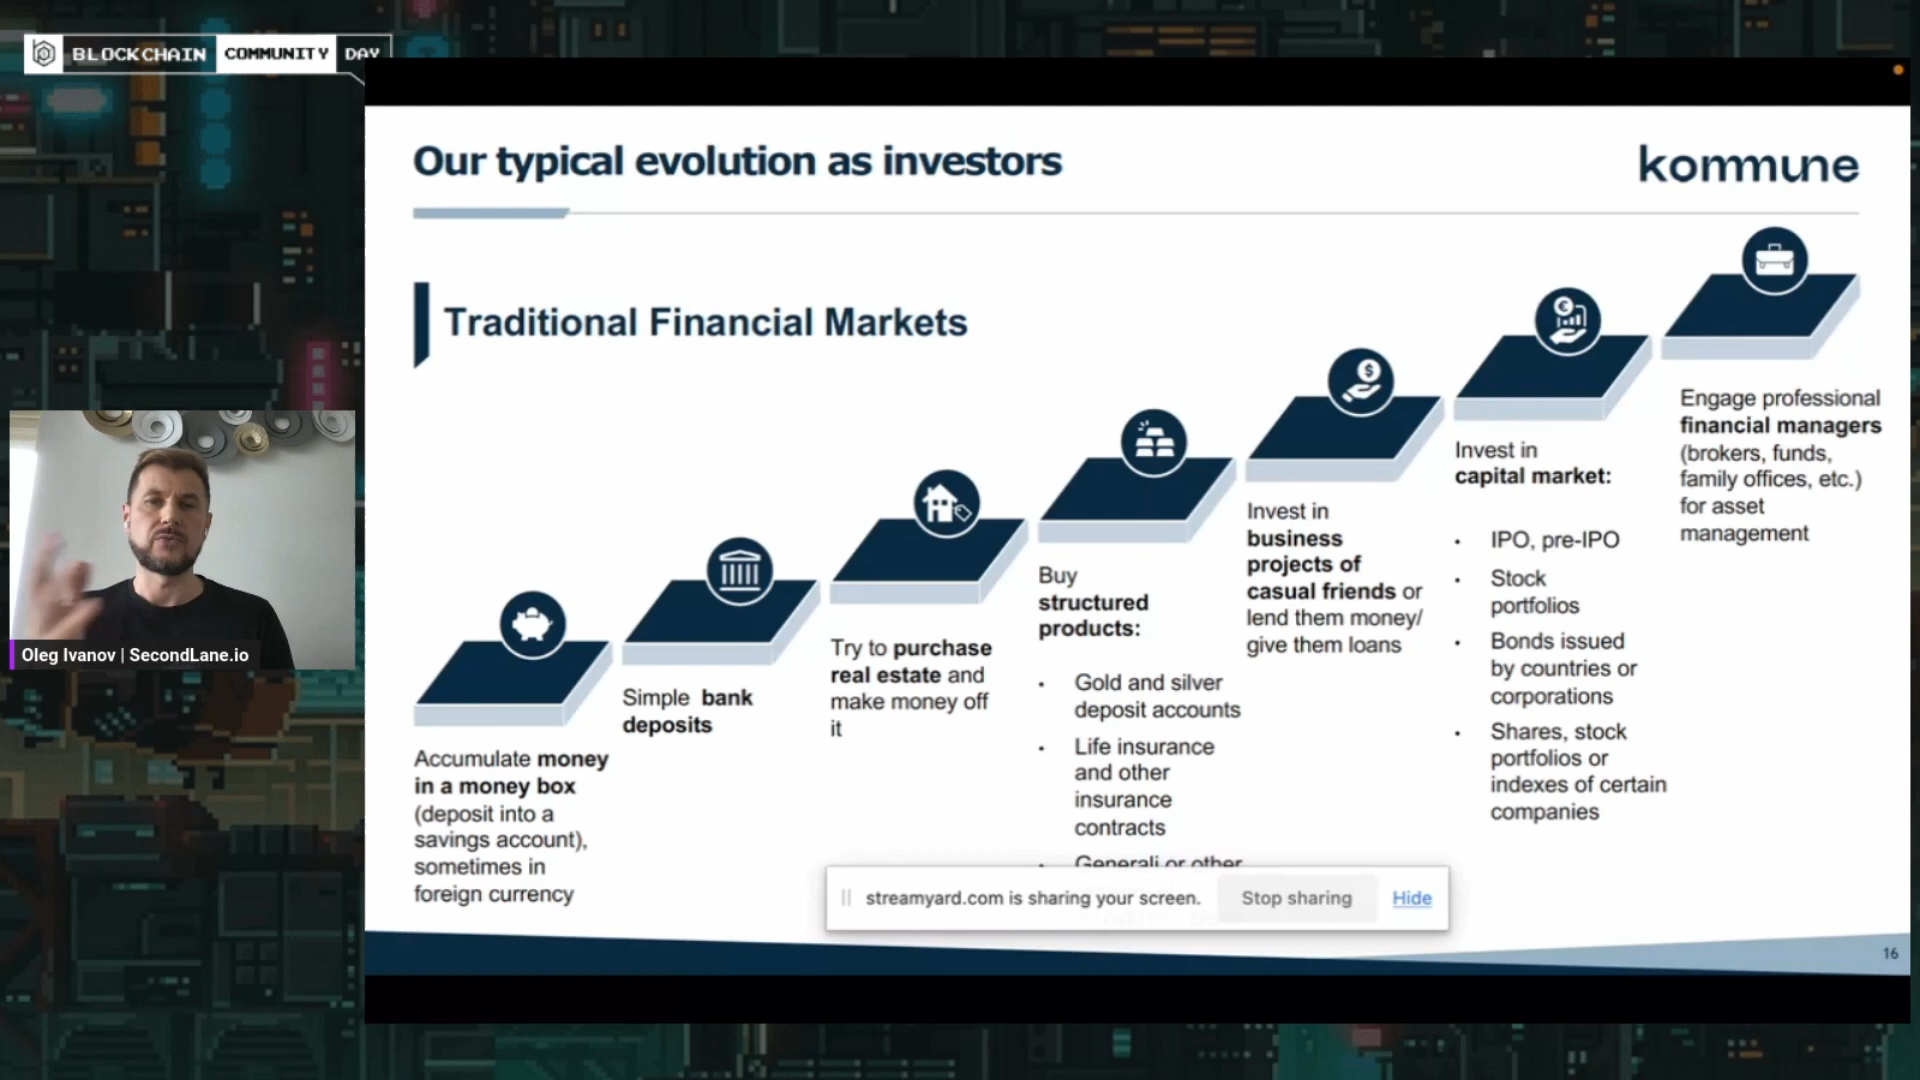 BLOCKCHAIN COMMUNITY DAY
Our typical evolution as investors
kommune
Traditional Financial Markets
Accumulate money
in a money box
(deposit into a
savings account),
sometimes in
foreign currency
Simple bank
deposits
Try to purchase
real estate and
make money off
it
Buy
structured
products:
• Gold and silver
deposit accounts
• Life insurance
and other
insurance
contracts
• Generali or other
Invest in
business
projects of
casual friends or
lend them money/
give them loans
Invest in
capital market:
• IPO, pre-IPO
• Stock
portfolios
• Bonds issued
by countries or
corporations
• Shares, stock
portfolios or
indexes of certain
companies
Engage professional
financial managers
(brokers, funds,
family offices, etc.)
for asset
management
Oleg Ivanov | SecondLane.io
streamyard.com is sharing your screen.
Stop sharing
Hide
16